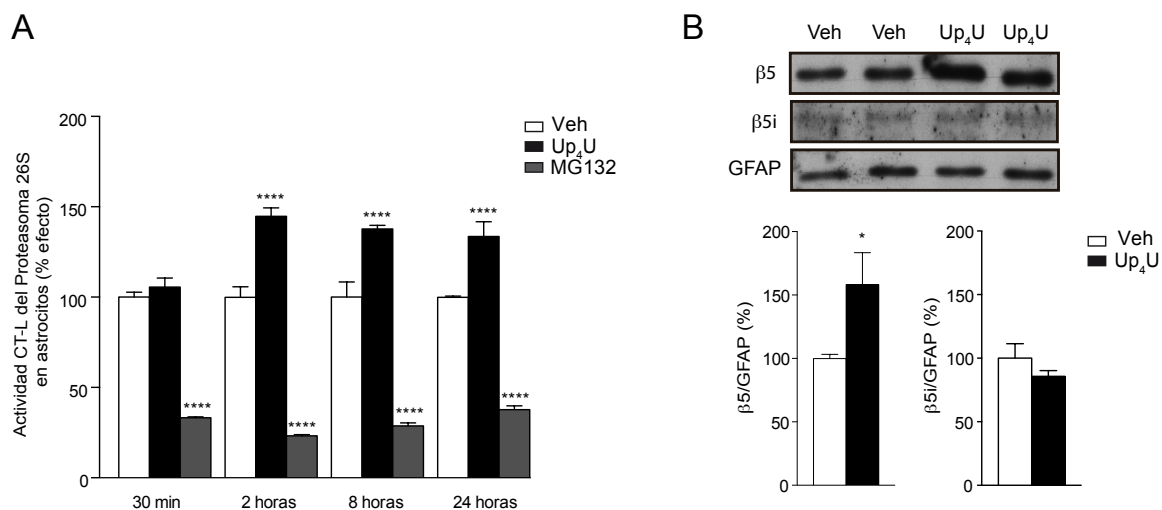 A
Actividad CT-L del Proteasoma 26S
en astrocitos (% efecto)
200
150
100
50
0
Veh
Up4U
MG132
****
****
****
****
****
****
****
30 min
2 horas
8 horas
24 horas
B
Veh Veh Up4U Up4U
β5
β5i
GFAP
β5/GFAP (%)
200
150
100
50
0
*
β5i/GFAP (%)
200
150
100
50
0
Veh
Up4U